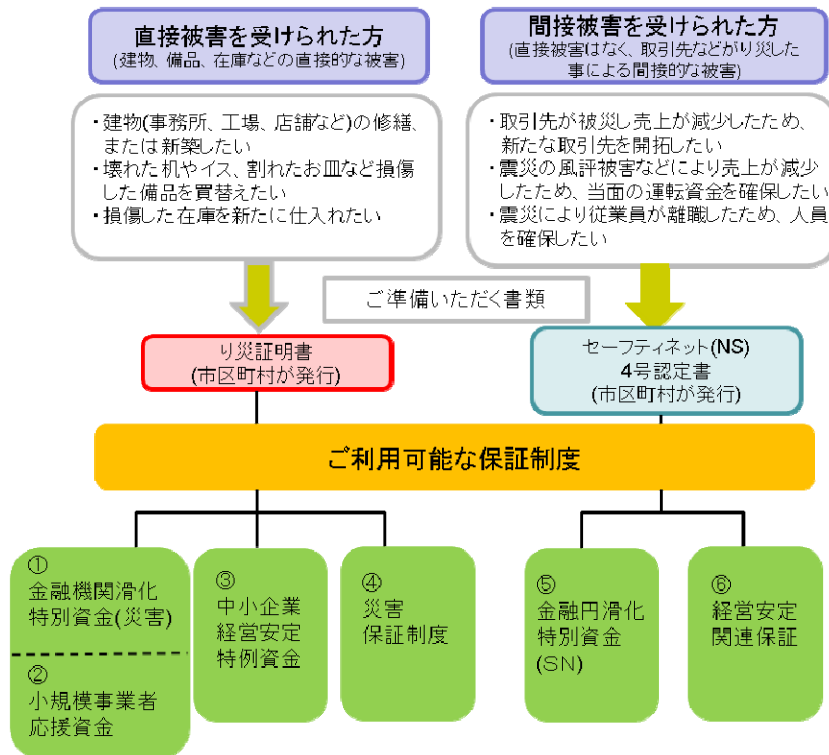 直接被害を受けられた方
(建物、備品、在庫などの直接的な被害)
間接被害を受けられた方
(直接被害はなく、取引先などがり災した
事による間接的な被害)
・建物(事務所、工場、店舗など)の修繕、
または新築したい
・壊れた机やイス、割れたお皿など損傷
した備品を買替えたい
・損傷した在庫を新たに仕入れたい
・取引先が被災し売上が減少したため、
新たな取引先を開拓したい
・震災の風評被害などにより売上が減少
したため、当面の運転資金を確保したい
・震災により従業員が離職したため、人員
を確保したい
ご準備いただく書類
り災証明書
(市区町村が発行)
セーフティネット(NS)
4号認定書
(市区町村が発行)
ご利用可能な保証制度
①
金融機関滑化
特別資金(災害)
②
小規模事業者
応援資金
③
中小企業
経営安定
特例資金
④
災害
保証制度
⑤
金融円滑化
特別資金
(SN)
⑥
経営安定
関連保証